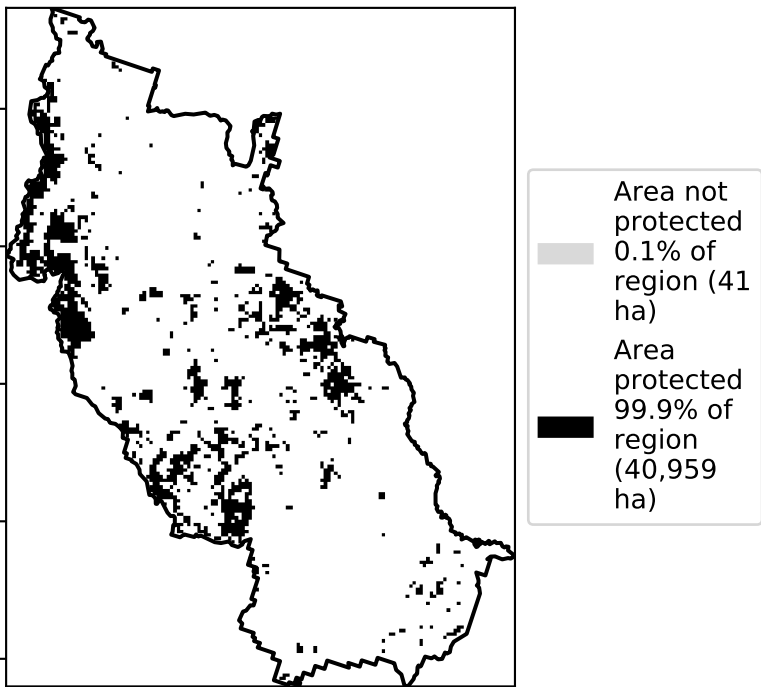 Area not
protected
0.1% of
region (41
ha)
Area
protected
99.9% of
region
(40,959
ha)